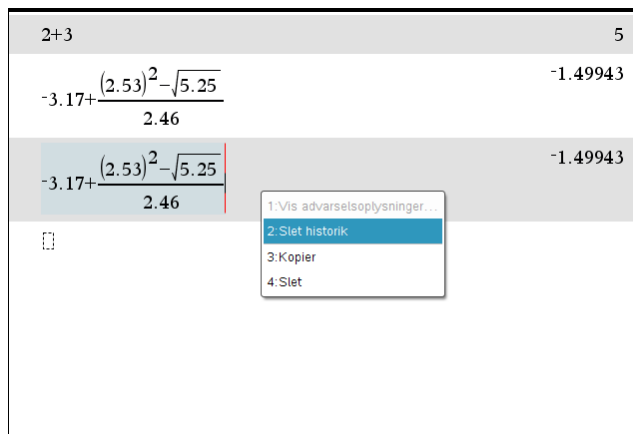 2+3 5
-3.17+((2.53)^2-√5.25)/2.46 -1.49943
-3.17+((2.53)^2-√5.25)/2.46 -1.49943
1:Vis advarselsoplysninger...
2:Slet historik
3:Kopier
4:Slet